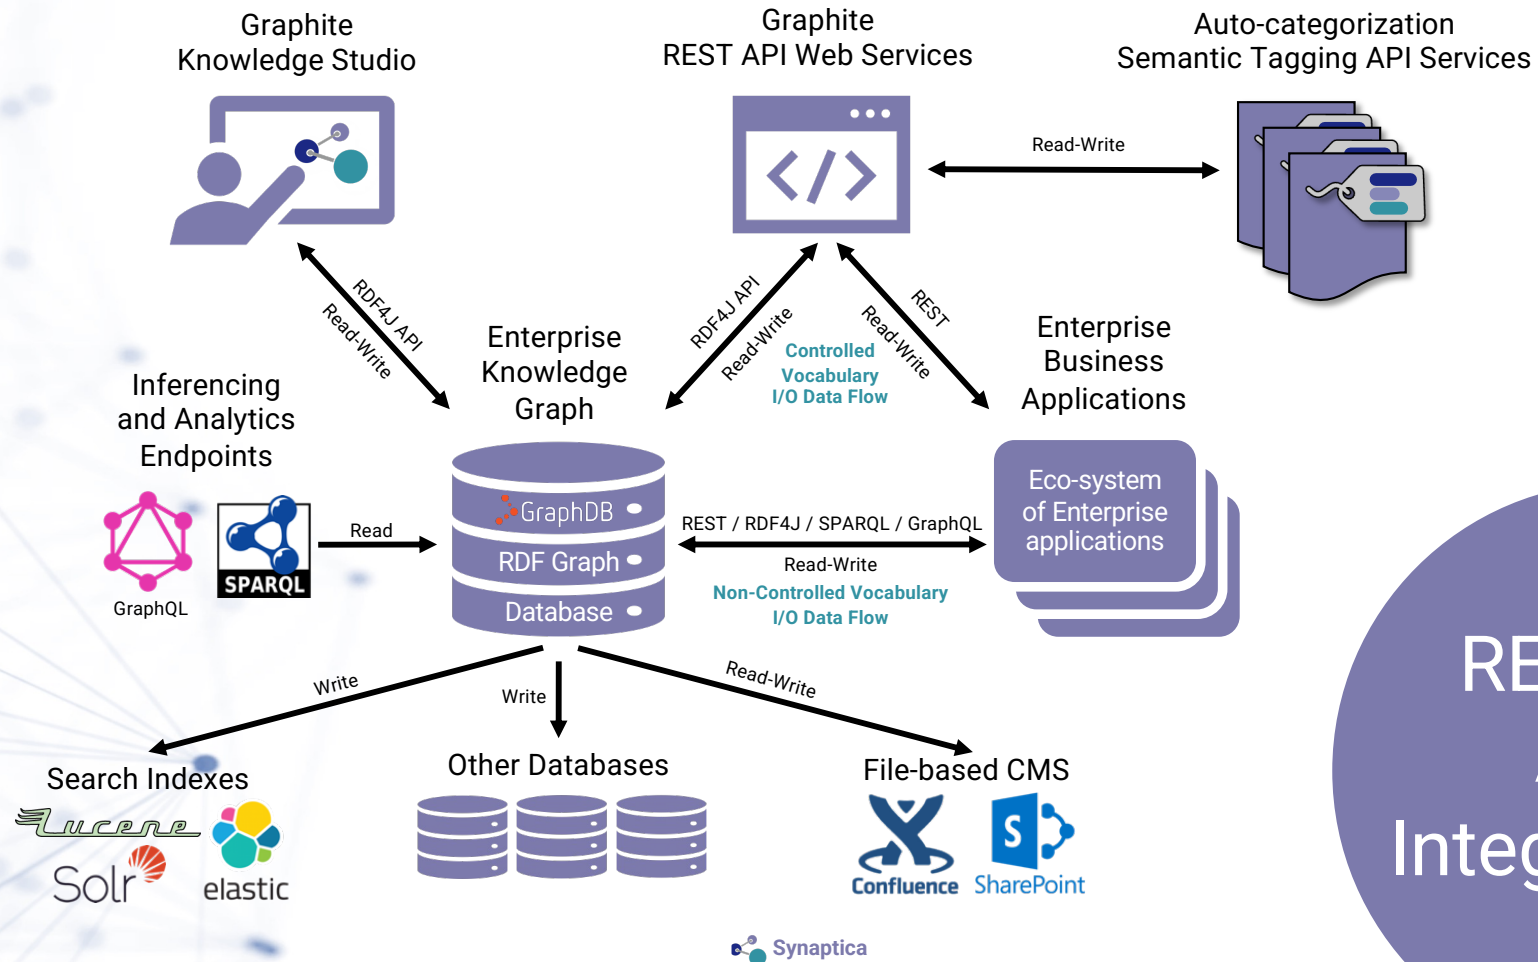 Graphite
Knowledge Studio
Graphite
REST API Web Services
Auto-categorization
Semantic Tagging API Services
Read-Write
RDF4J API
Read-Write
RDF4J API
Read-Write
REST
Read-Write
Controlled
Vocabulary
I/O Data Flow
Enterprise
Knowledge
Graph
Enterprise
Business
Applications
Inferencing
and Analytics
Endpoints
GraphQL
SPARQL
Read
GraphDB
RDF Graph
Database
REST / RDF4J / SPARQL / GraphQL
Read-Write
Non-Controlled Vocabulary
I/O Data Flow
Eco-system
of Enterprise
applications
Write
Write
Read-Write
Search Indexes
Lucene
Solr
elastic
Other Databases
File-based CMS
Confluence
S
SharePoint
Synaptica